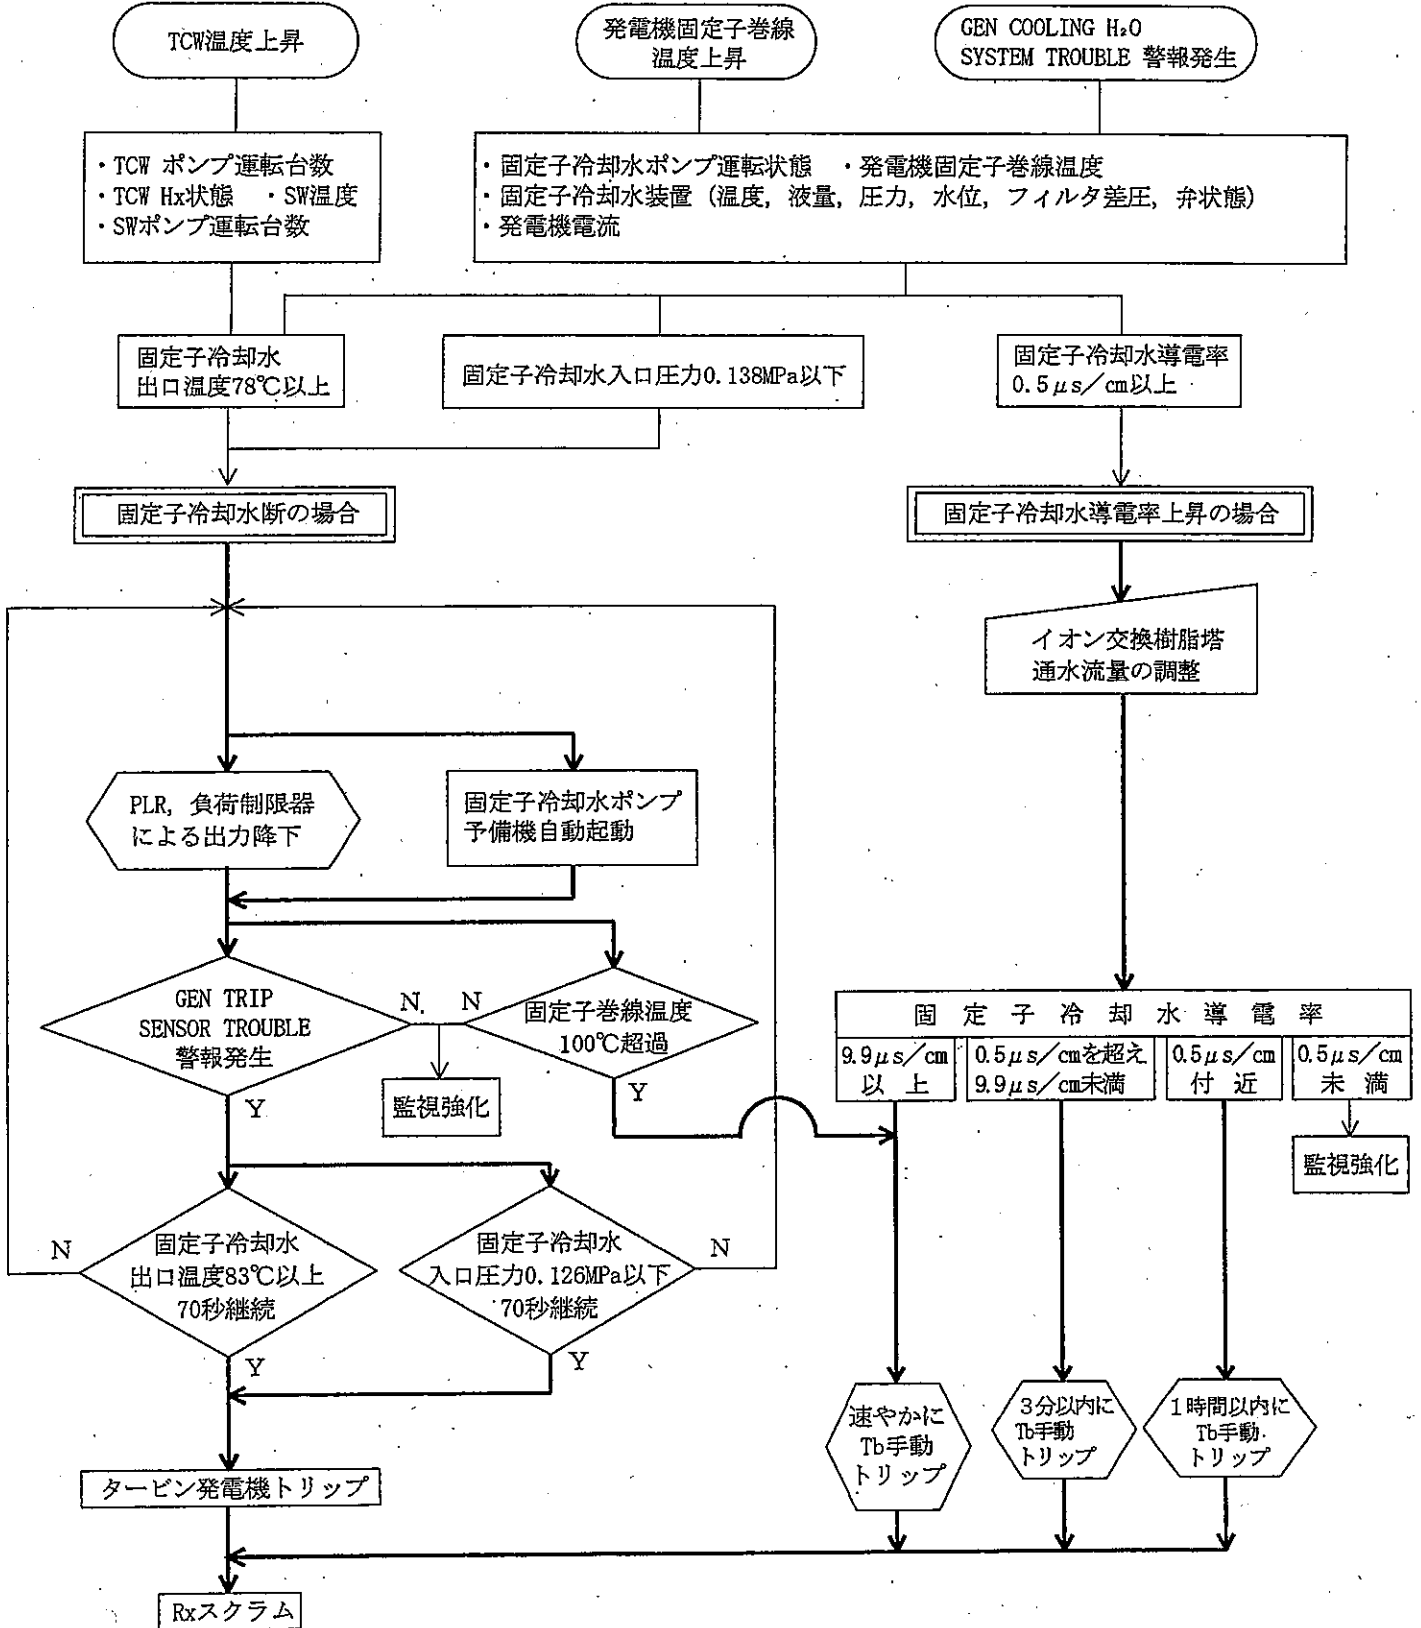 TCW温度上昇
発電機固定子巻線
温度上昇
GEN COOLING H₂O
SYSTEM TROUBLE 警報発生
・TCW ポンプ運転台数
・TCW Hx状態 ・SW温度
・SWポンプ運転台数
・固定子冷却水ポンプ運転状態 ・発電機固定子巻線温度
・固定子冷却水装置（温度, 液量, 圧力, 水位, フィルタ差圧, 弁状態）
・発電機電流
固定子冷却水
出口温度78℃以上
固定子冷却水入口圧力0.138MPa以下
固定子冷却水導電率
0.5μs／cm以上
固定子冷却水断の場合
固定子冷却水導電率上昇の場合
イオン交換樹脂塔
通水流量の調整
PLR, 負荷制限器
による出力降下
固定子冷却水ポンプ
予備機自動起動
GEN TRIP
SENSOR TROUBLE
警報発生
N
N
固定子巻線温度
100℃超過
Y
Y
監視強化
固定子冷却水導電率
9.9μs／cm
以上
0.5μs／cmを超え
9.9μs／cm未満
0.5μs／cm
付近
0.5μs／cm
未満
監視強化
N
固定子冷却水
出口温度83℃以上
70秒継続
固定子冷却水
入口圧力0.126MPa以下
70秒継続
N
Y
Y
速やかに
Tb手動
トリップ
3分以内に
Tb手動
トリップ
1時間以内に
Tb手動
トリップ
タービン発電機トリップ
Rxスクラム